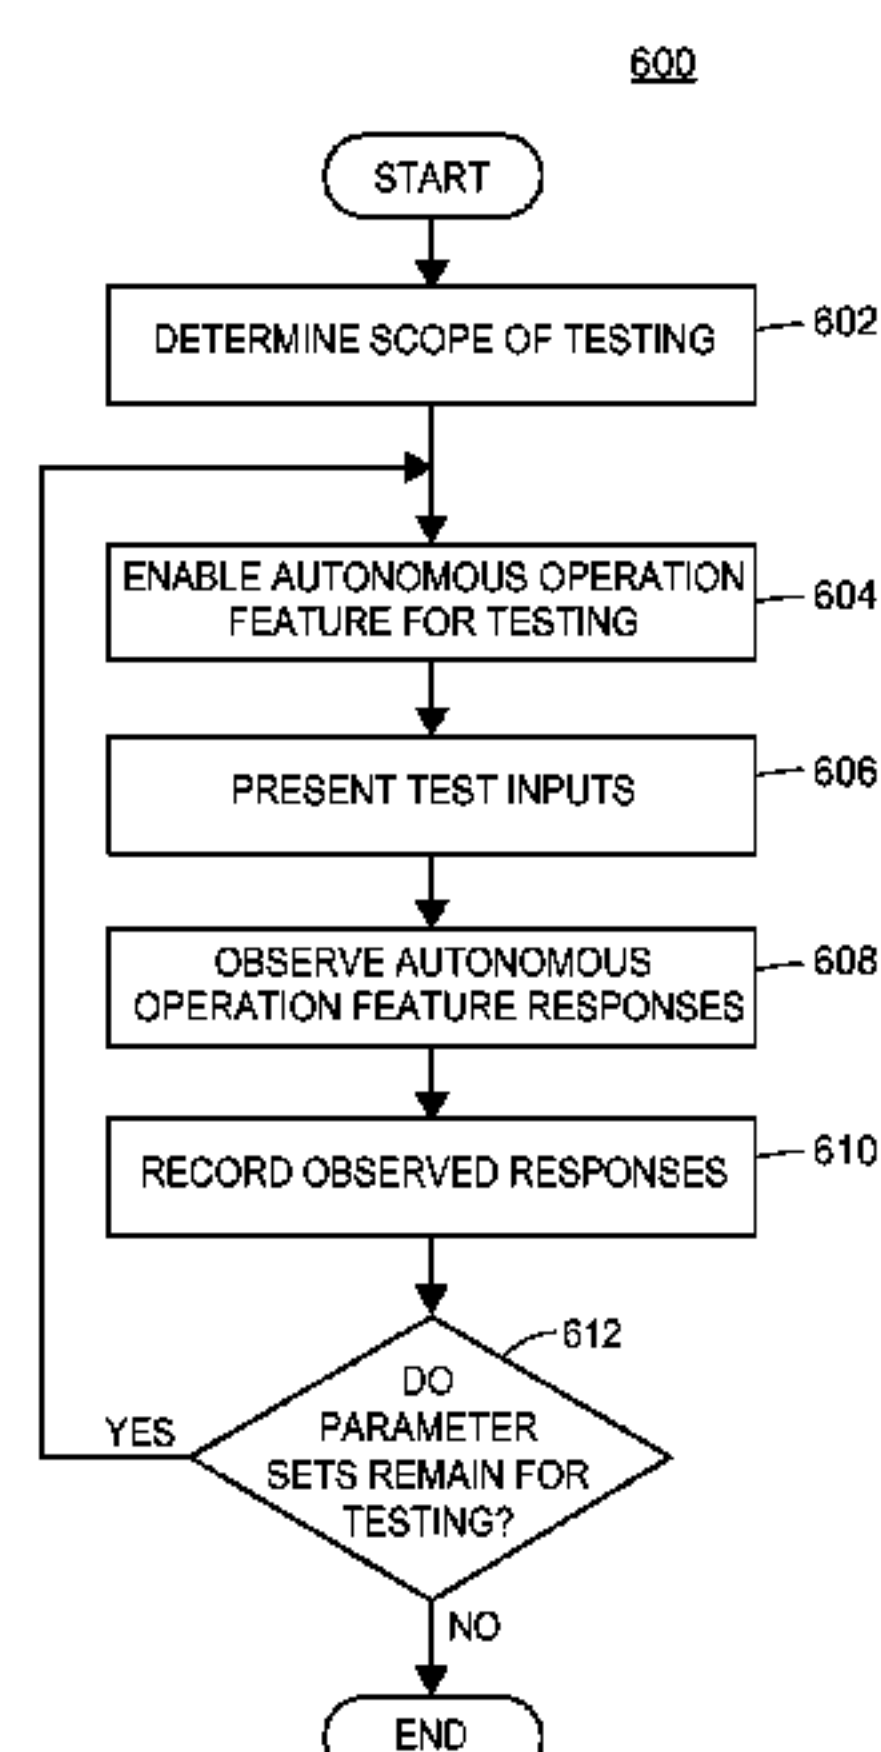 600
START
DETERMINE SCOPE OF TESTING
602
ENABLE AUTONOMOUS OPERATION
FEATURE FOR TESTING
604
PRESENT TEST INPUTS
606
OBSERVE AUTONOMOUS
OPERATION FEATURE RESPONSES
608
RECORD OBSERVED RESPONSES
610
612
DO
PARAMETER
SETS REMAIN FOR
TESTING?
YES
NO
END